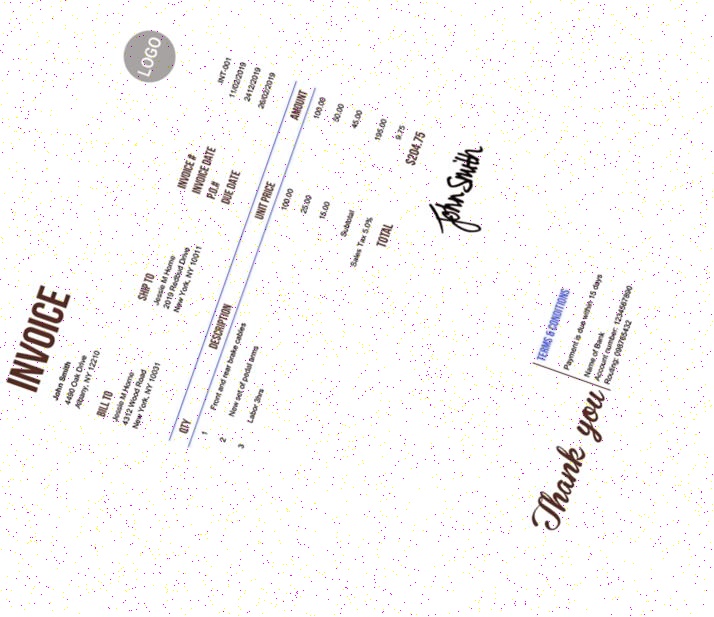 LOGO
INVOICE
John Smith
4490 Oak Drive
Albany, NY 12210
BILL TO
Jessie M Horne
4312 Wood Road
New York, NY 10031
SHIP TO
Jessie M Horne
2019 Redbud Drive
New York, NY 10011
INVOICE # INT-001
INVOICE DATE 11/02/2019
P.O.# 2412/2019
DUE DATE 26/02/2019
QTY DESCRIPTION UNIT PRICE AMOUNT
1 Front and rear brake cables 100.00 100.00
2 New set of pedal arms 25.00 50.00
3 Labor 3hrs 15.00 45.00
Subtotal 195.00
Sales Tax 5.0% 9.75
TOTAL $204.75
John Smith
Thank you
TERMS & CONDITIONS
Payment is due within 15 days
Name of Bank
Account number: 1234567890
Routing: 098765432